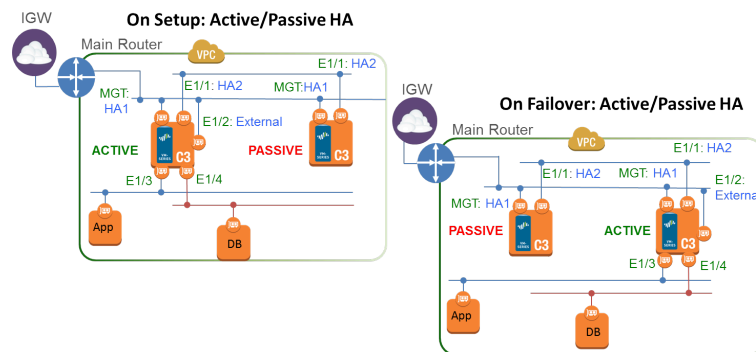 IGW
On Setup: Active/Passive HA
Main Router
VPC
E1/1: HA2
E1/1: HA2
MGT:
HA1
MGT:HA1
E1/2: External
ACTIVE
C3
PASSIVE
C3
E1/3
E1/4
App
DB
IGW
On Failover: Active/Passive HA
Main Router
VPC
E1/1: HA2
E1/1: HA2
MGT: HA1
E1/2:
External
MGT: HA1
PASSIVE
C3
ACTIVE
C3
E1/3
E1/4
App
DB